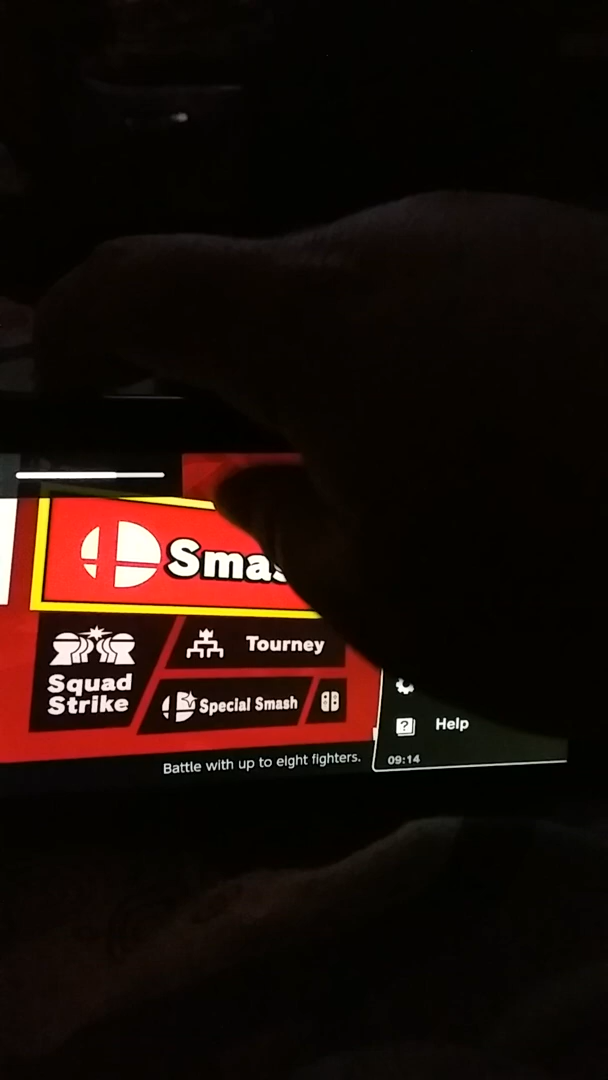 Smas
Tourney
Squad
Strike
Special Smash
Help
Battle with up to eight fighters.
09:14